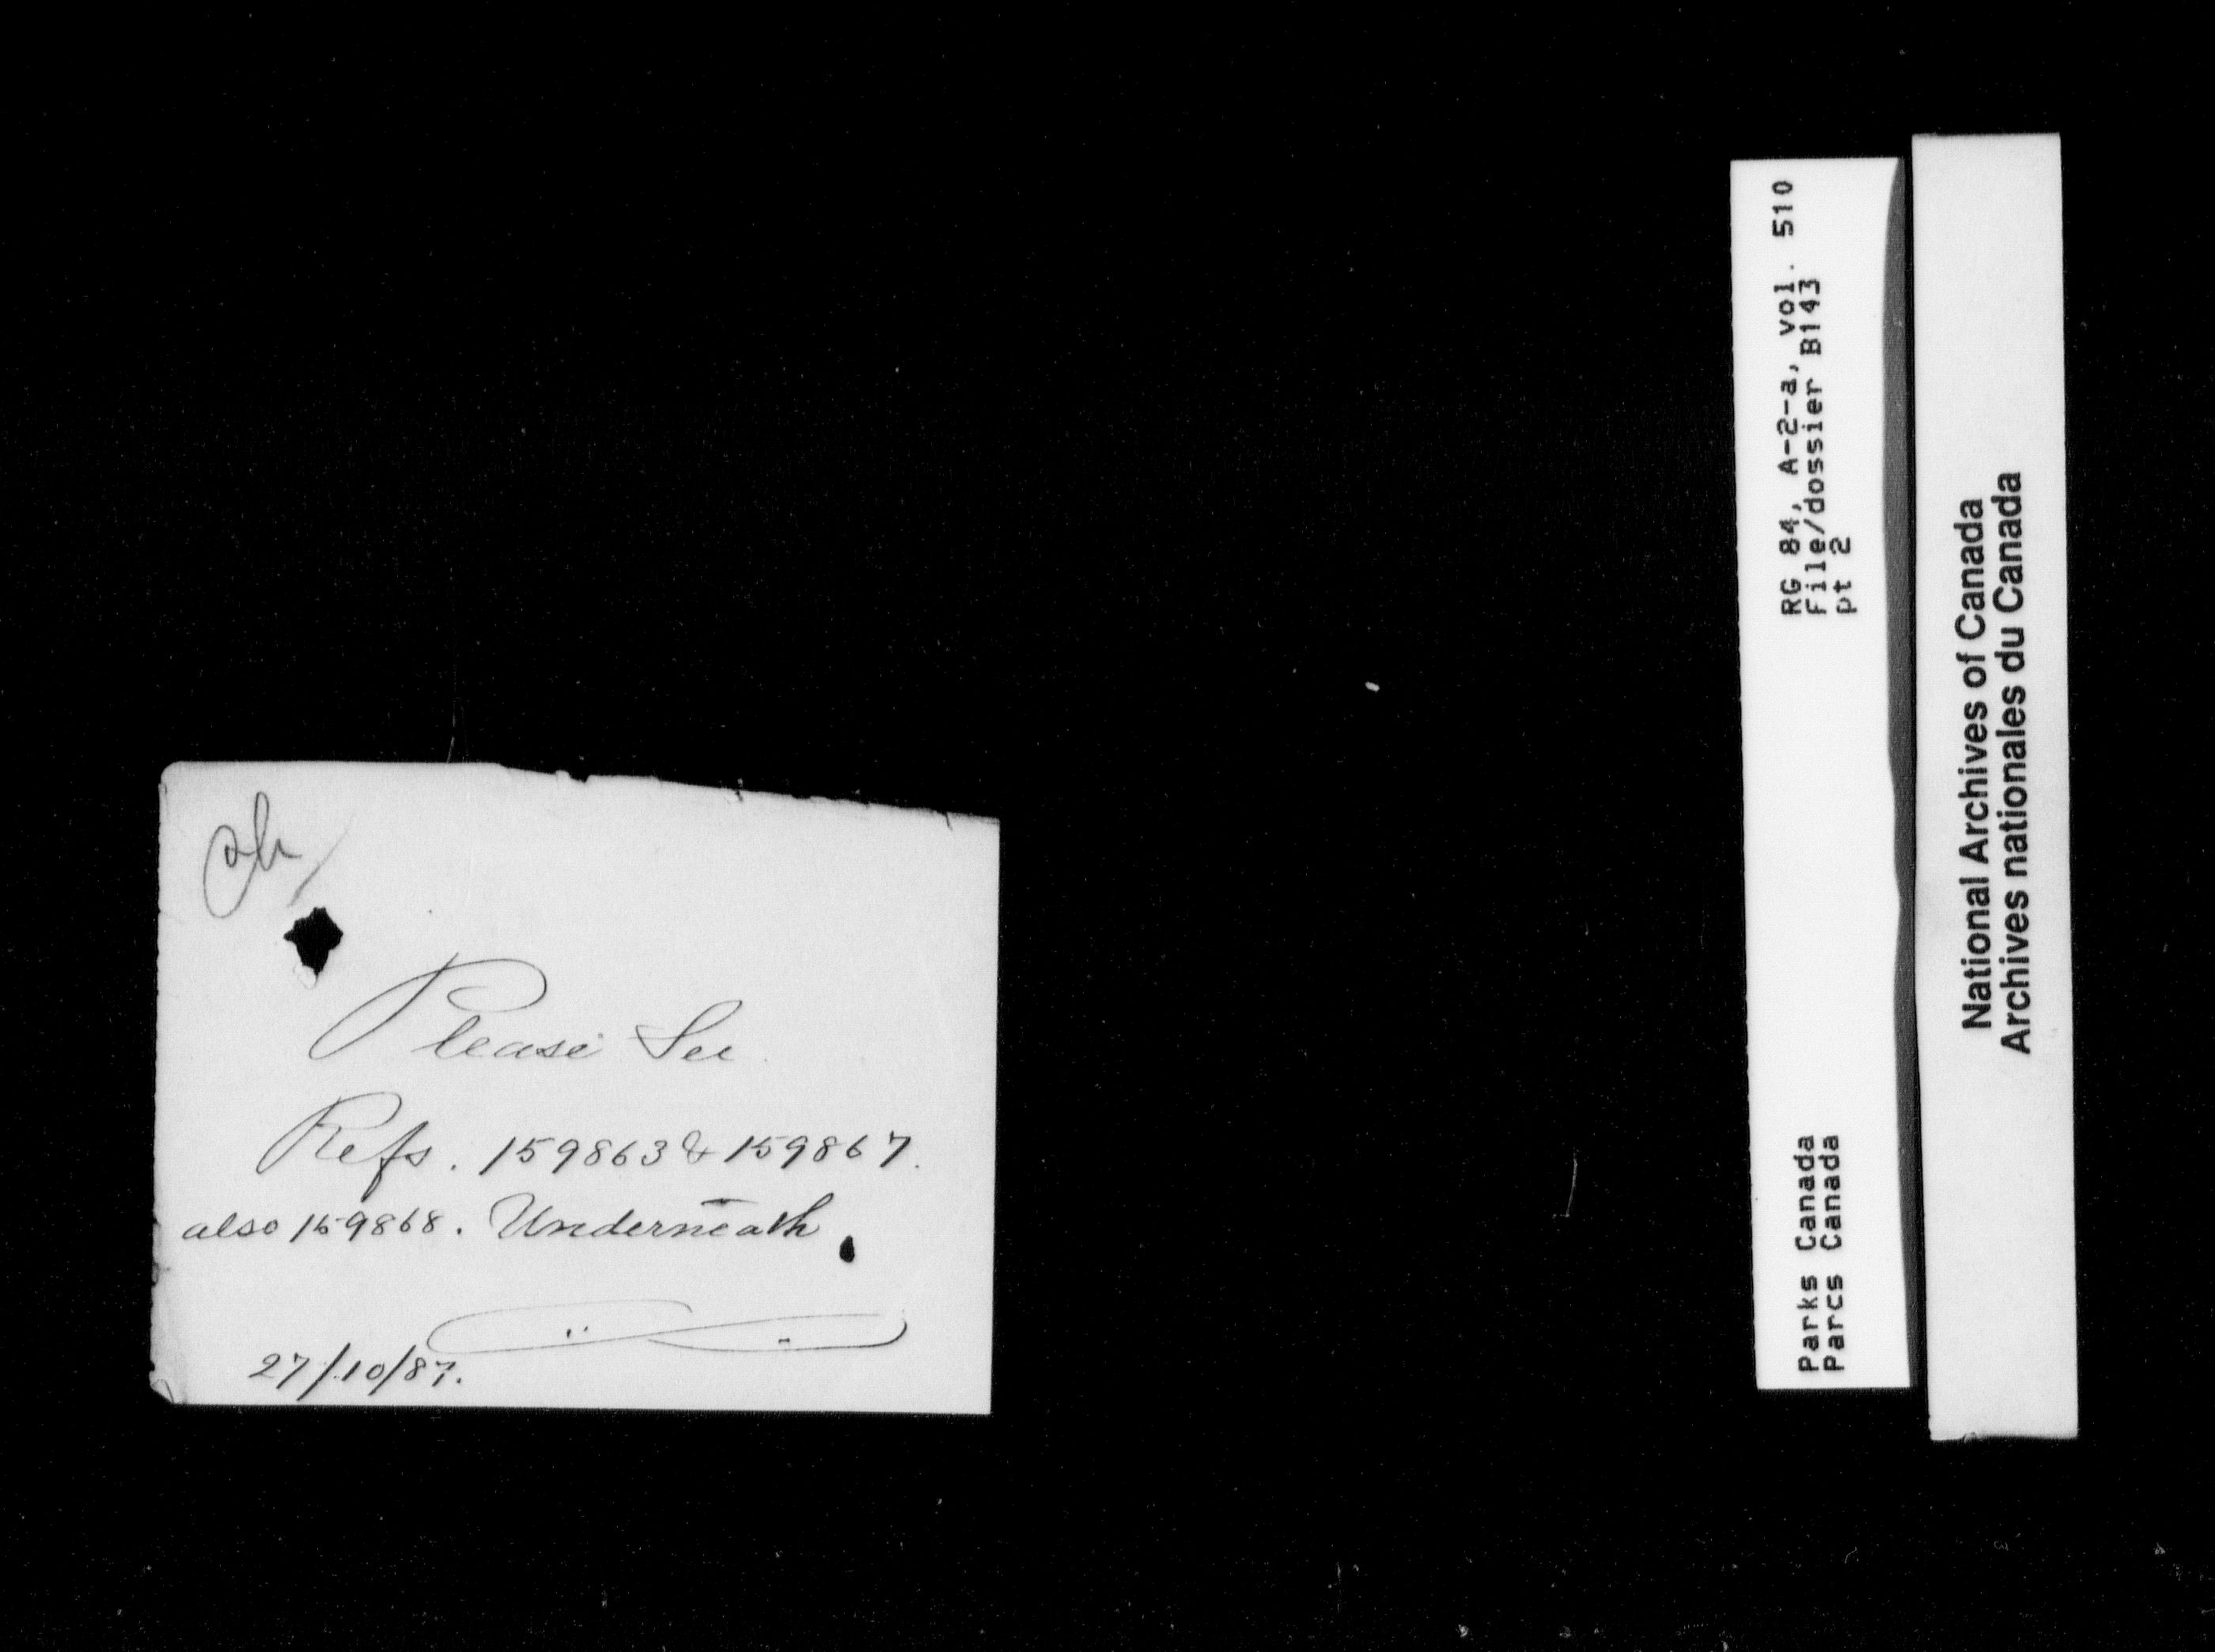 Please See
Refs. 159863 & 159867.
also 159868. Underneath.
27/10/87.
RG 84, A-2-a, vol. 510
File/dossier B143
pt 2
Parks Canada
Parcs Canada
National Archives of Canada
Archives nationales du Canada